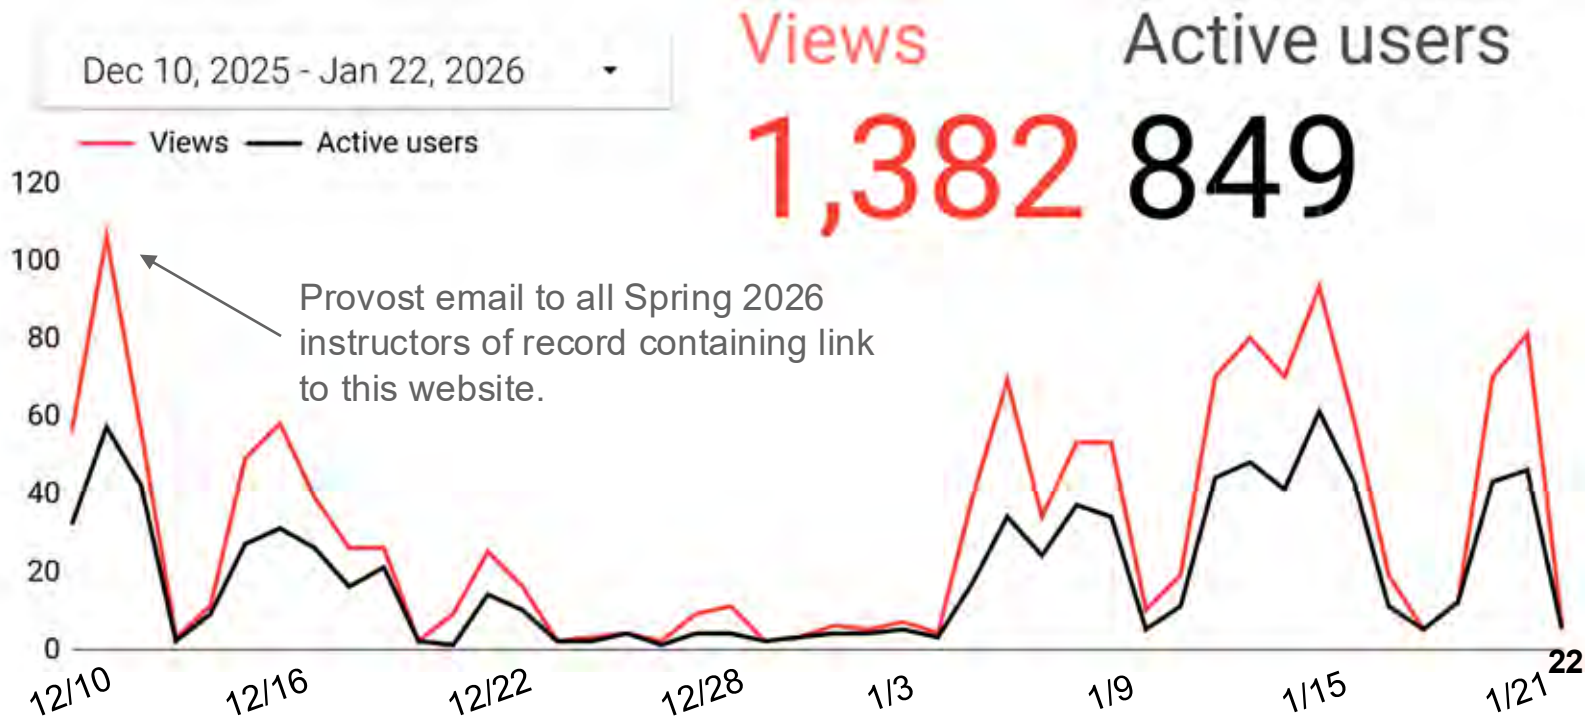 Dec 10, 2025 - Jan 22, 2026
Views
Active users
1,382
849
Views
Active users
120
100
80
60
40
20
0
Provost email to all Spring 2026
instructors of record containing link
to this website.
12/10
12/16
12/22
12/28
1/3
1/9
1/15
1/21
22